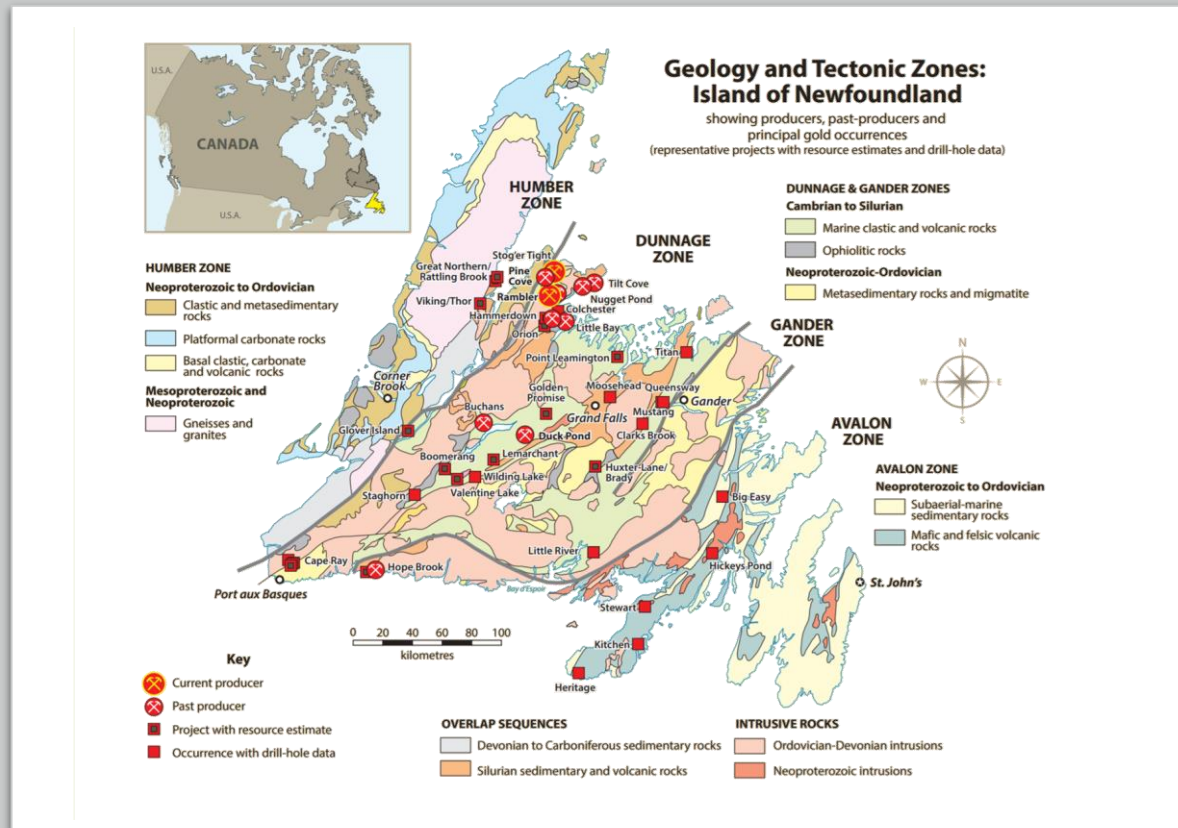 Geology and Tectonic Zones:
Island of Newfoundland
showing producers, past-producers and
principal gold occurrences
(representative projects with resource estimates and drill-hole data)
U.S.A.
CANADA
U.S.A.
HUMBER
ZONE
DUNNAGE
ZONE
GANDER
ZONE
AVALON
ZONE
DUNNAGE & GANDER ZONES
Cambrian to Silurian
Marine clastic and volcanic rocks
Ophiolitic rocks
Neoproterozoic-Ordovician
Metasedimentary rocks and migmatite
HUMBER ZONE
Neoproterozoic to Ordovician
Clastic and metasedimentary
rocks
Platformal carbonate rocks
Basal clastic, carbonate
and volcanic rocks
Mesoproterozoic and
Neoproterozoic
Gneisses and
granites
AVALON ZONE
Neoproterozoic to Ordovician
Subaerial-marine
sedimentary rocks
Mafic and felsic volcanic
rocks
Stog'er Tight
Great Northern/
Rattling Brook
Pine
Cove
Tilt Cove
Rambler
Nugget Pond
Viking/Thor
Hammerdown
Colchester
Little Bay
Orion
Point Leamington
Titan
Corner
Brook
Golden
Promise
Moosehead
Queensway
Gander
Buchans
Grand Falls
Mustang
Glover Island
Duck Pond
Clarks Brook
Boomerang
Lemarchant
Huxter-Lane/
Brady
Wilding Lake
Valentine Lake
Staghorn
Big Easy
Little River
Hickeys Pond
Cape Ray
Hope Brook
Port aux Basques
Bay d'Espoir
St. John's
Stewart
Kitchen
Heritage
N
W
E
S
0 20 40 60 80 100
kilometres
Key
Current producer
Past producer
Project with resource estimate
Occurrence with drill-hole data
OVERLAP SEQUENCES
Devonian to Carboniferous sedimentary rocks
Silurian sedimentary and volcanic rocks
INTRUSIVE ROCKS
Ordovician-Devonian intrusions
Neoproterozoic intrusions